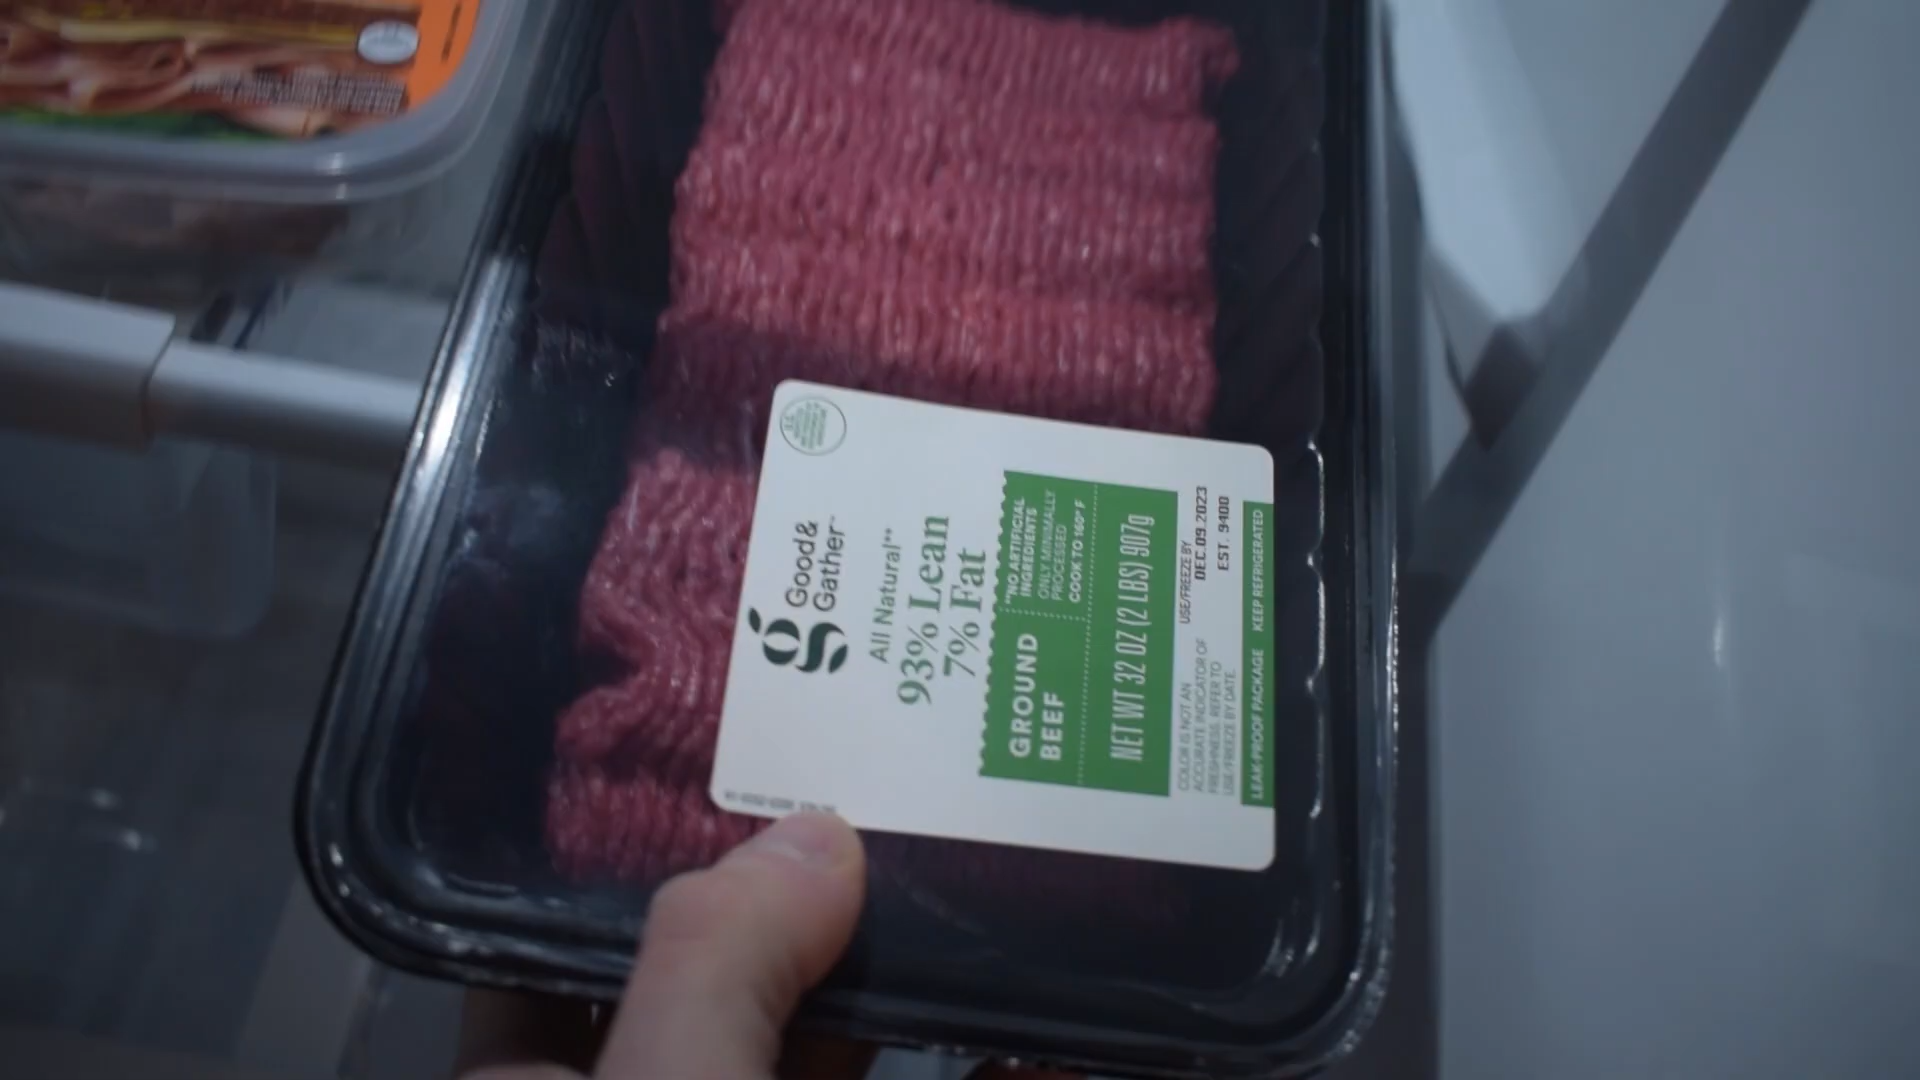 Good&
Gather™
All Natural**
93% Lean
7% Fat
GROUND
BEEF
**NO ARTIFICIAL
INGREDIENTS
ONLY MINIMALLY
PROCESSED
COOK TO 160° F
NET WT 32 OZ (2 LBS) 907g
COLOR IS NOT AN
ACCURATE INDICATOR OF
FRESHNESS. REFER TO
USE/FREEZE BY DATE.
USE/FREEZE BY
DEC.09.2023
EST. 9400
LEAK-PROOF PACKAGE
KEEP REFRIGERATED